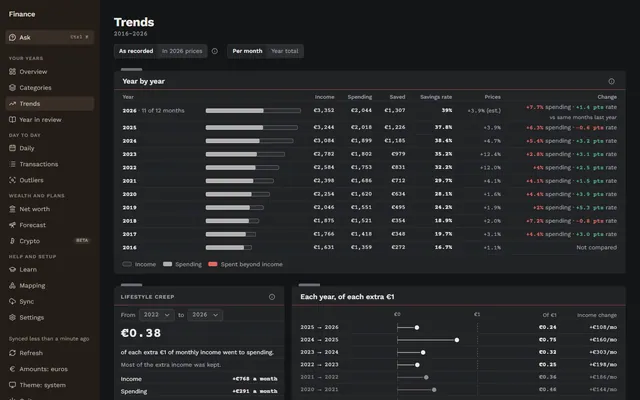 Finance
Ask
Ctrl K
YOUR YEARS
Overview
Categories
Trends
Year in review
DAY TO DAY
Daily
Transactions
Outliers
WEALTH AND PLANS
Net worth
Forecast
Crypto
BETA
HELP AND SETUP
Learn
Mapping
Sync
Settings
Synced less than a minute ago
Refresh
Amounts: euros
Theme: system
Trends
2016–2026
As recorded
In 2026 prices
Per month
Year total
Year by year
Year Income Spending Saved Savings rate Prices Change
2026 11 of 12 months €3,352 €2,044 €1,307 39% +3.9% (est.) +7.7% spending · +1.4 pts rate
vs same months last year
2025 €3,244 €2,018 €1,226 37.8% +3.9% +6.3% spending · -0.6 pts rate
2024 €3,084 €1,899 €1,185 38.4% +4.7% +5.4% spending · +3.2 pts rate
2023 €2,782 €1,802 €979 35.2% +12.4% +2.8% spending · +3.1 pts rate
2022 €2,584 €1,753 €831 32.2% +12.0% +4% spending · +2.5 pts rate
2021 €2,398 €1,686 €712 29.7% +4.1% +4.1% spending · +1.5 pts rate
2020 €2,254 €1,620 €634 28.1% +1.6% +4.4% spending · +3.9 pts rate
2019 €2,046 €1,551 €495 24.2% +1.9% +2% spending · +5.3 pts rate
2018 €1,875 €1,521 €354 18.9% +2.0% +7.2% spending · -0.8 pts rate
2017 €1,766 €1,418 €348 19.7% +3.1% +4.4% spending · +3.0 pts rate
2016 €1,631 €1,359 €272 16.7% +1.1% Not compared
Income
Spending
Spent beyond income
LIFESTYLE CREEP
From 2022 to 2026
€0.38
of each extra €1 of monthly income went to spending.
Most of the extra income was kept.
Income +€768 a month
Spending +€291 a month
Each year, of each extra €1
€0 €1 Of €1 Income change
2025 → 2026 €0.24 +€108/mo
2024 → 2025 €0.75 +€160/mo
2023 → 2024 €0.32 +€303/mo
2022 → 2023 €0.25 +€198/mo
2021 → 2022 €0.36 +€186/mo
2020 → 2021 €0.46 +€144/mo